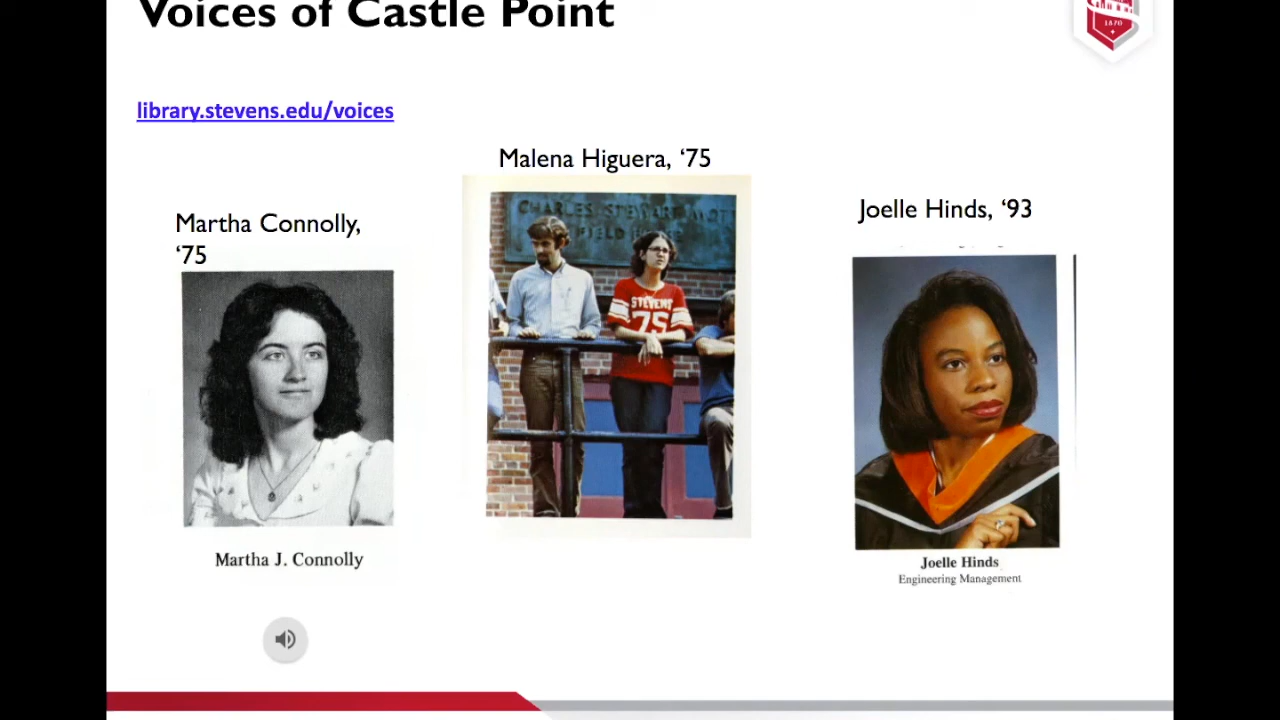 Voices of Castle Point
1870
library.stevens.edu/voices
Malena Higuera, ‘75
Martha Connolly,
‘75
Joelle Hinds, ‘93
CHARLES STEWART MOTT
FIELD HOUSE
STEVENS
75
Martha J. Connolly
Joelle Hinds
Engineering Management